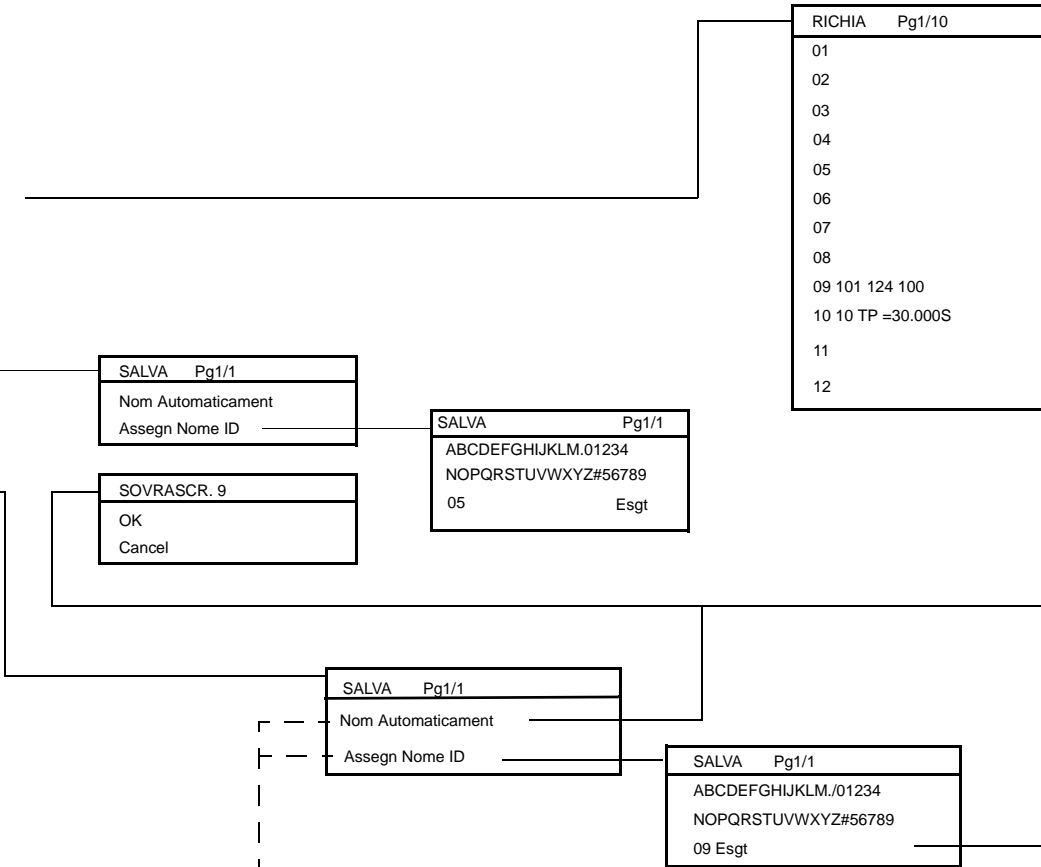 RICHIA Pg1/10
01
02
03
04
05
06
07
08
09 101 124 100
10 10 TP =30.000S
11
12
SALVA Pg1/1
Nom Automaticament
Assegn Nome ID
SALVA Pg1/1
ABCDEFGHIJKLM.01234
NOPQRSTUVWXYZ#56789
05 Esgt
SOVRASCR. 9
OK
Cancel
SALVA Pg1/1
Nom Automaticament
Assegn Nome ID
SALVA Pg1/1
ABCDEFGHIJKLM./01234
NOPQRSTUVWXYZ#56789
09 Esgt